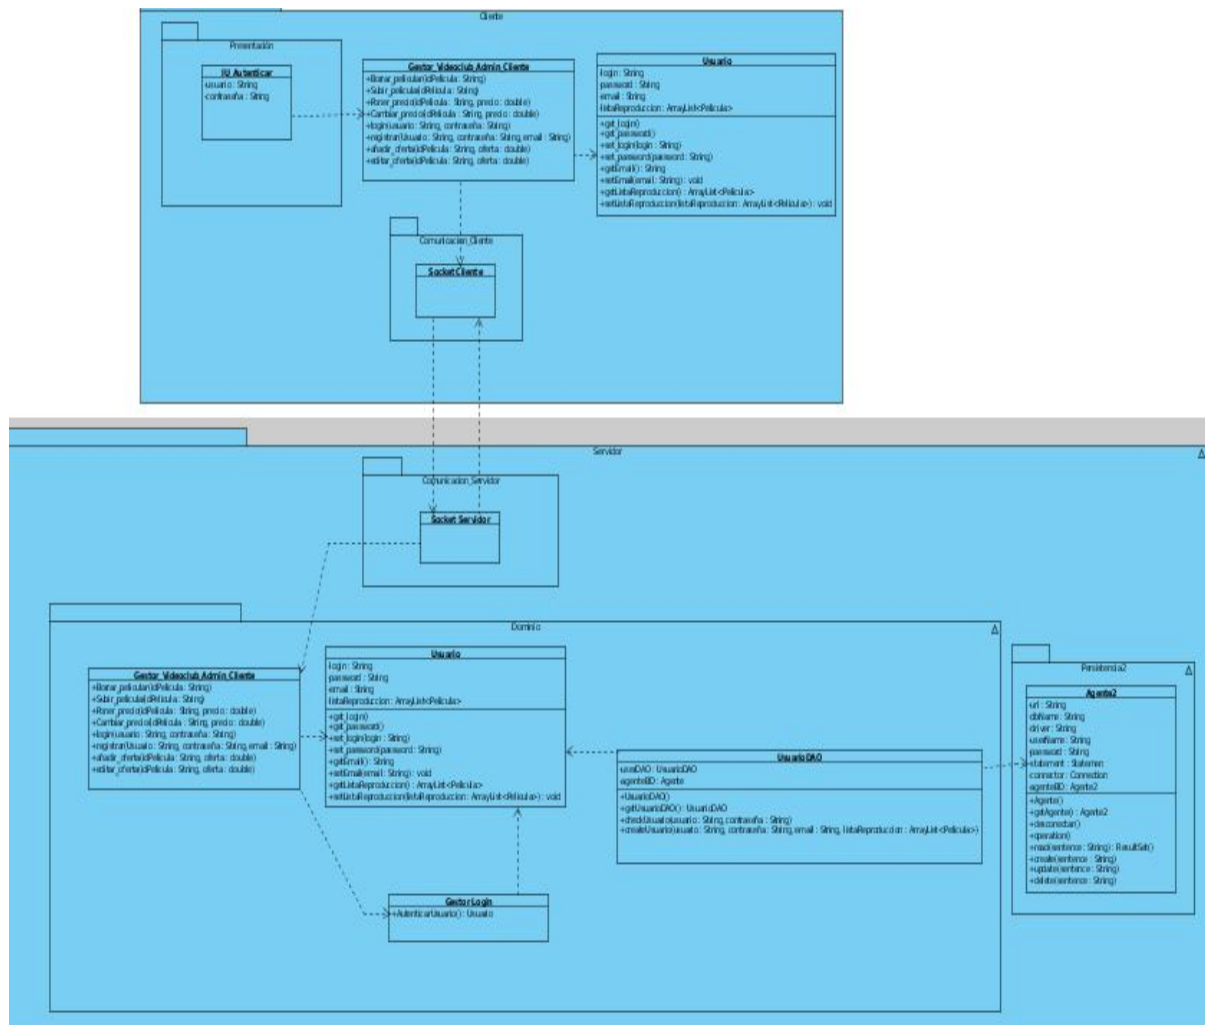 Cliente
Presentación
IU_Autenticar
-usuario : String
-contraseña : String
Gestor_Videoclub_Admin_Cliente
+Borrar_pelicular(idPelicula : String)
+Subir_pelicula(idPelicula : String)
+Poner_precio(idPelicula : String, precio : double)
+Cambiar_precio(idPelicula : String, precio : double)
+login(usuario : String, contraseña : String)
+registrar(Usuario : String, contraseña : String, email : String)
+añadir_oferta(idPelicula : String, oferta : double)
+editar_oferta(idPelicula : String, oferta : double)
Usuario
-login : String
-password : String
-email : String
-listaReproduccion : ArrayList<Pelicula>
+get_login()
+get_password()
+set_login(login : String)
+set_password(password : String)
+getEmail() : String
+setEmail(email : String) : void
+getListaReproduccion() : ArrayList<Pelicula>
+setListaReproduccion(listaReproduccion : ArrayList<Pelicula>) : void
Comunicacion_Cliente
SocketCliente
Servidor
Comunicacion_Servidor
Socket Servidor
Dominio
Gestor_Videoclub_Admin_Cliente
+Borrar_pelicular(idPelicula : String)
+Subir_pelicula(idPelicula : String)
+Poner_precio(idPelicula : String, precio : double)
+Cambiar_precio(idPelicula : String, precio : double)
+login(usuario : String, contraseña : String)
+registrar(Usuario : String, contraseña : String, email : String)
+añadir_oferta(idPelicula : String, oferta : double)
+editar_oferta(idPelicula : String, oferta : double)
Usuario
-login : String
-password : String
-email : String
-listaReproduccion : ArrayList<Pelicula>
+get_login()
+get_password()
+set_login(login : String)
+set_password(password : String)
+getEmail() : String
+setEmail(email : String) : void
+getListaReproduccion() : ArrayList<Pelicula>
+setListaReproduccion(listaReproduccion : ArrayList<Pelicula>) : void
UsuarioDAO
-usesDAO : UsuarioDAO
-agenteBD : Agente
+UsuarioDAO()
+getUsuarioDAO() : UsuarioDAO
+checkUsuario(usuario : String, contraseña : String)
+createUsuario(usuario : String, contraseña : String, email : String, listaReproduccion : ArrayList<Pelicula>)
Gestor Login
+AutenticarUsuario() : Usuario
Persistencia2
Agente2
-url : String
-dbName : String
-driver : String
-userName : String
-password : String
-statement : Statemen
-connector : Connection
-agenteBD : Agente2
+Agente()
+getAgente() : Agente2
+desconectar()
+operation()
+read(sentence : String) : ResultSet()
+create(sentence : String)
+update(sentence : String)
+delete(sentence : String)